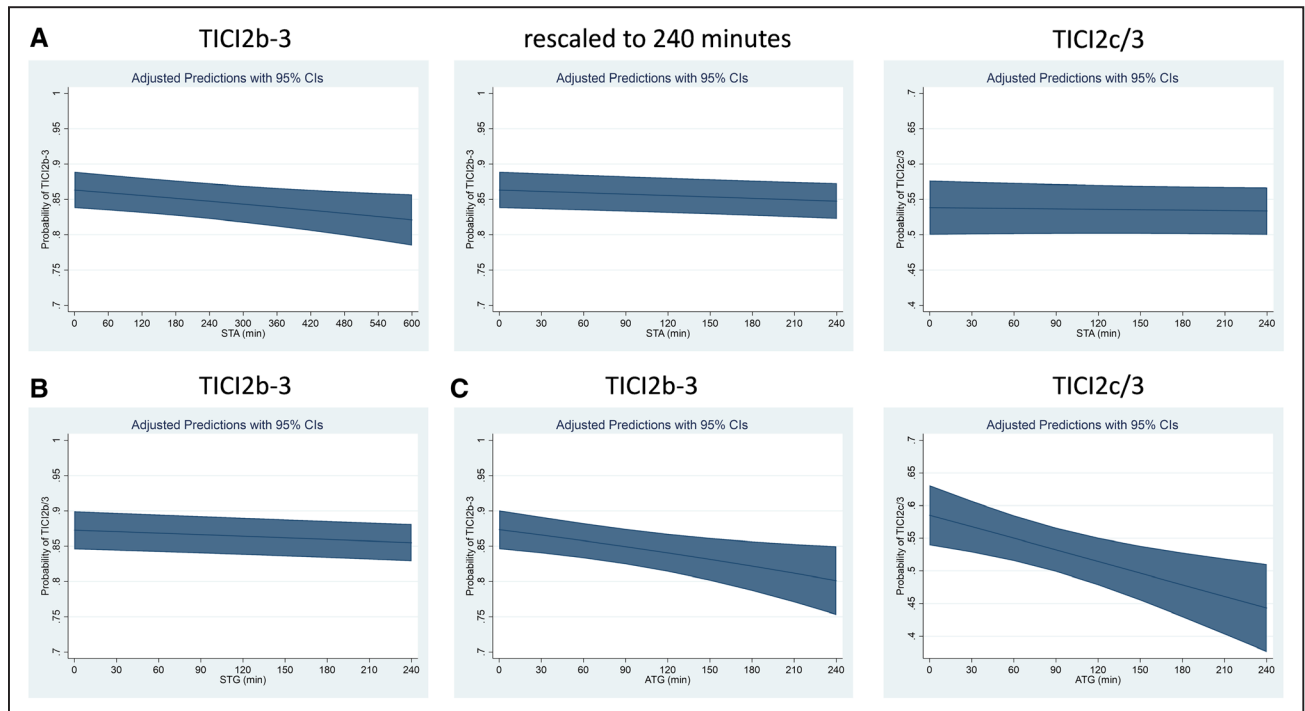 A
TICI2b-3
Adjusted Predictions with 95% CIs
Probability of TICI2b-3
1
.95
.9
.85
.8
.75
.7
0 60 120 180 240 300 360 420 480 540 600
STA (min)
rescaled to 240 minutes
Adjusted Predictions with 95% CIs
Probability of TICI2b-3
1
.95
.9
.85
.8
.75
.7
0 30 60 90 120 150 180 210 240
STA (min)
TICI2c/3
Adjusted Predictions with 95% CIs
Probability of TICI2c/3
.7
.65
.6
.55
.5
.45
.4
0 30 60 90 120 150 180 210 240
STA (min)
B
TICI2b-3
Adjusted Predictions with 95% CIs
Probability of TICI2b/3
1
.95
.9
.85
.8
.75
.7
0 30 60 90 120 150 180 210 240
STG (min)
C
TICI2b-3
Adjusted Predictions with 95% CIs
Probability of TICI2b-3
1
.95
.9
.85
.8
.75
.7
0 30 60 90 120 150 180 210 240
ATG (min)
TICI2c/3
Adjusted Predictions with 95% CIs
Probability of TICI2c/3
.7
.65
.6
.55
.5
.45
.4
0 30 60 90 120 150 180 210 240
ATG (min)